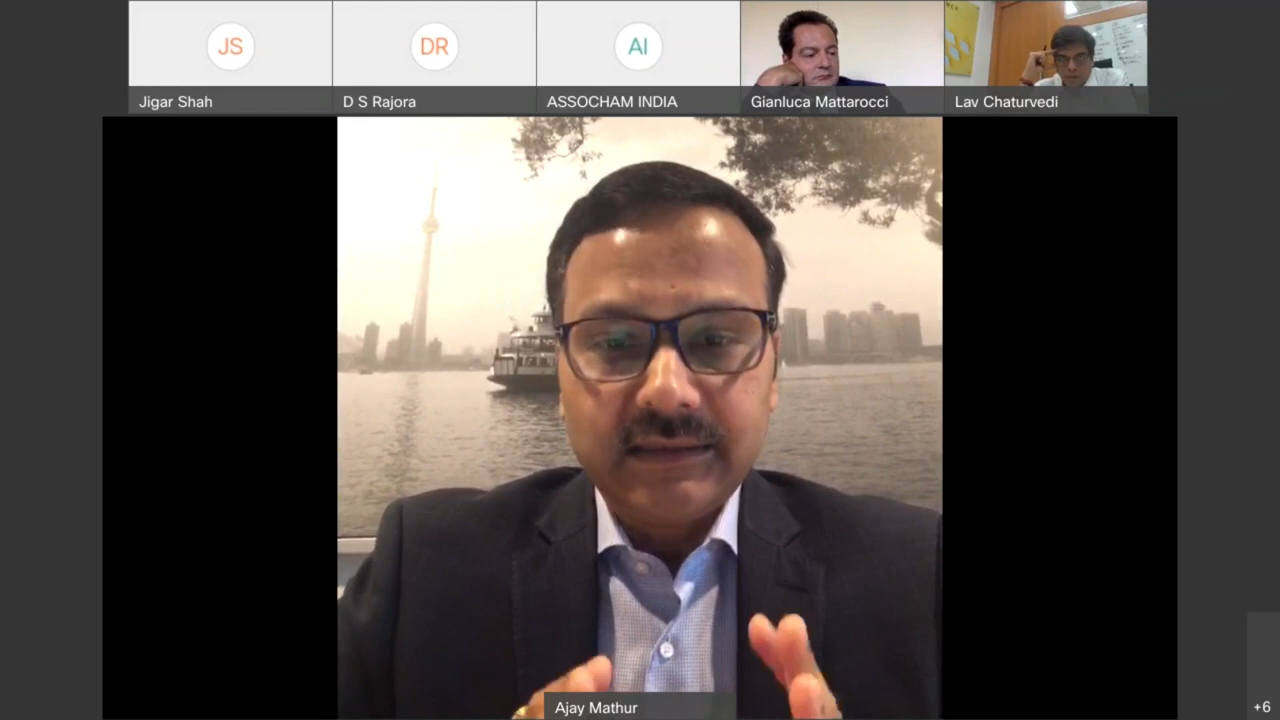 JS
DR
AI
Jigar Shah
D S Rajora
ASSOCHAM INDIA
Gianluca Mattarocci
Lav Chaturvedi
Ajay Mathur
+6